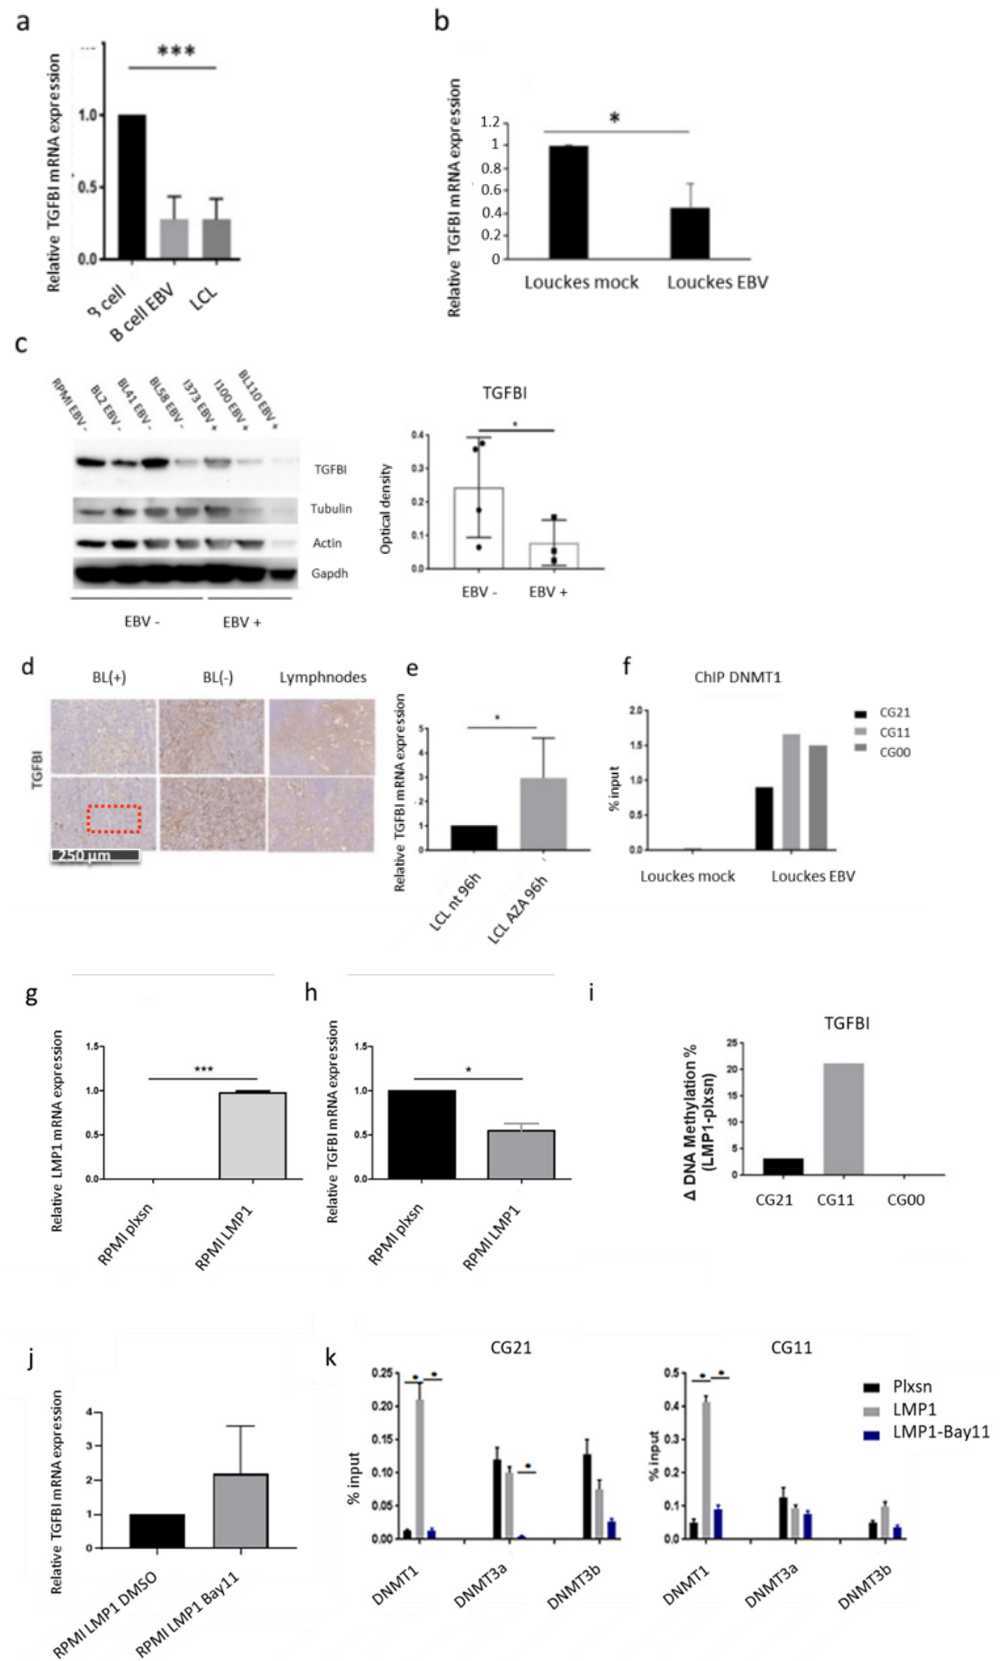 a
***
Relative TGFBI mRNA expression
1.0
0.5
0.0
B cell EBV
LCL
b
*
Relative TGFBI mRNA expression
1.2
1
0.8
0.6
0.4
0.2
0
Louckes mock
Louckes EBV
c
RPMI EBV -
BL2 EBV -
BL41 EBV -
BL58 EBV -
I373 EBV +
I100 EBV +
BL110 EBV +
TGFBI
Tubulin
Actin
Gapdh
EBV -
EBV +
TGFBI
*
Optical density
0.4
0.3
0.2
0.1
0.0
EBV -
EBV +
d
BL(+)
BL(-)
Lymphnodes
TGFBI
250 µm
e
*
Relative TGFBI mRNA expression
5
4
3
2
1
0
LCL nt 96h
LCL AZA 96h
f
ChIP DNMT1
% input
2.0
1.5
1.0
0.5
0.0
Louckes mock
Louckes EBV
CG21
CG11
CG00
g
Relative LMP1 mRNA expression
1.5
1.0
0.5
0.0
***
RPMI plxsn
RPMI LMP1
h
Relative TGFBI mRNA expression
1.5
1.0
0.5
0.0
*
RPMI plxsn
RPMI LMP1
i
TGFBI
Δ DNA Methylation %
(LMP1-plxsn)
25
20
15
10
5
0
CG21
CG11
CG00
j
Relative TGFBI mRNA expression
4
3
2
1
0
RPMI LMP1 DMSO
RPMI LMP1 Bay11
k
CG21
% input
0.25
0.20
0.15
0.10
0.05
0.00
* *
*
DNMT1
DNMT3a
DNMT3b
CG11
% input
0.5
0.4
0.3
0.2
0.1
0.0
* *
DNMT1
DNMT3a
DNMT3b
Plxsn
LMP1
LMP1-Bay11